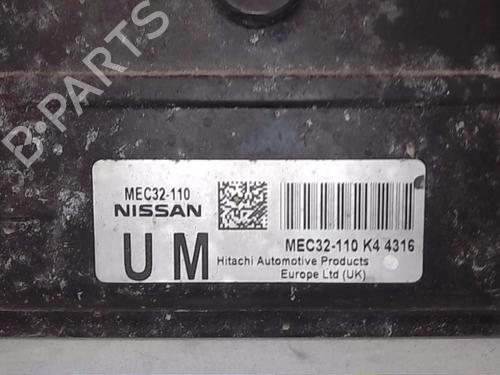 B-PARTS
MEC32-110
NISSAN
U M
MEC32-110 K4 4316
Hitachi Automotive Products
Europe Ltd (UK)